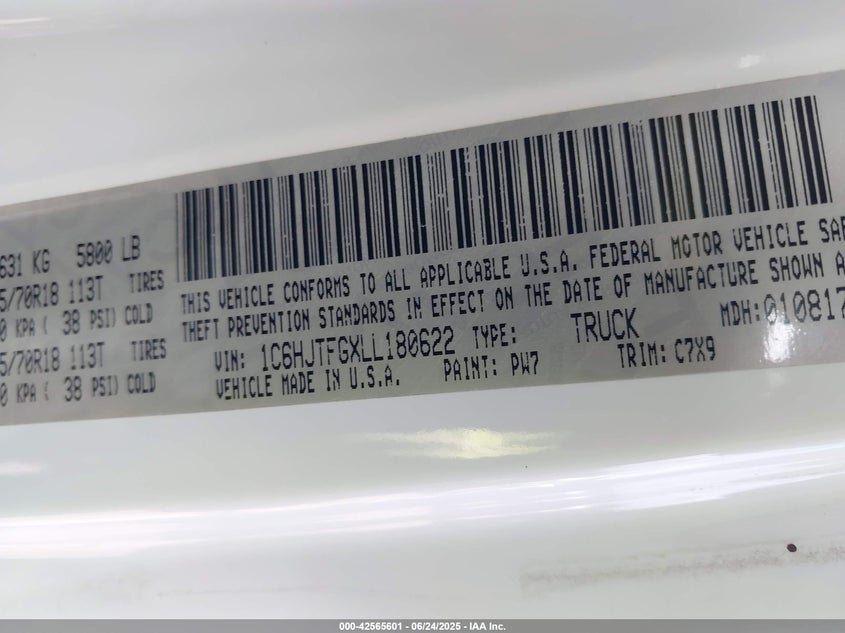 631 KG 5800 LB
5/70R18 113T TIRES
0 KPA ( 38 PSI) COLD
5/70R18 113T TIRES
0 KPA ( 38 PSI) COLD
THIS VEHICLE CONFORMS TO ALL APPLICABLE U.S.A. FEDERAL MOTOR VEHICLE SAF
THEFT PREVENTION STANDARDS IN EFFECT ON THE DATE OF MANUFACTURE SHOWN A
VIN: 1C6HJTFGXLL180622 TYPE: TRUCK MDH: 010817
VEHICLE MADE IN U.S.A. PAINT: PW7 TRIM: C7X9
000-42565601 - 06/24/2025 - IAA Inc.